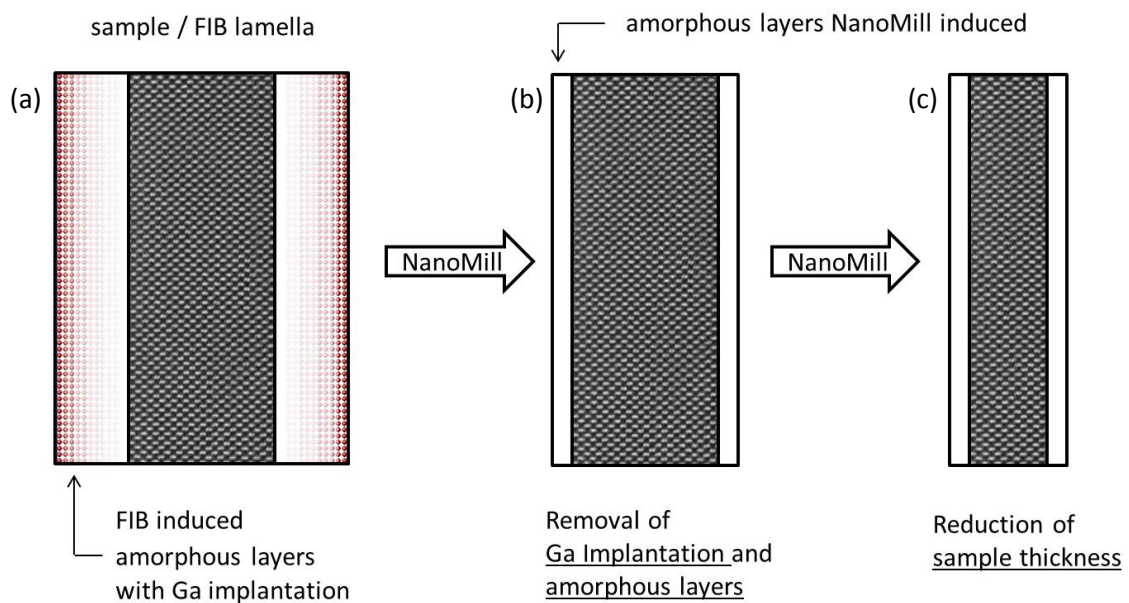 sample / FIB lamella
amorphous layers NanoMill induced
(a)
(b)
(c)
NanoMill
NanoMill
FIB induced
amorphous layers
with Ga implantation
Removal of
Ga Implantation and
amorphous layers
Reduction of
sample thickness